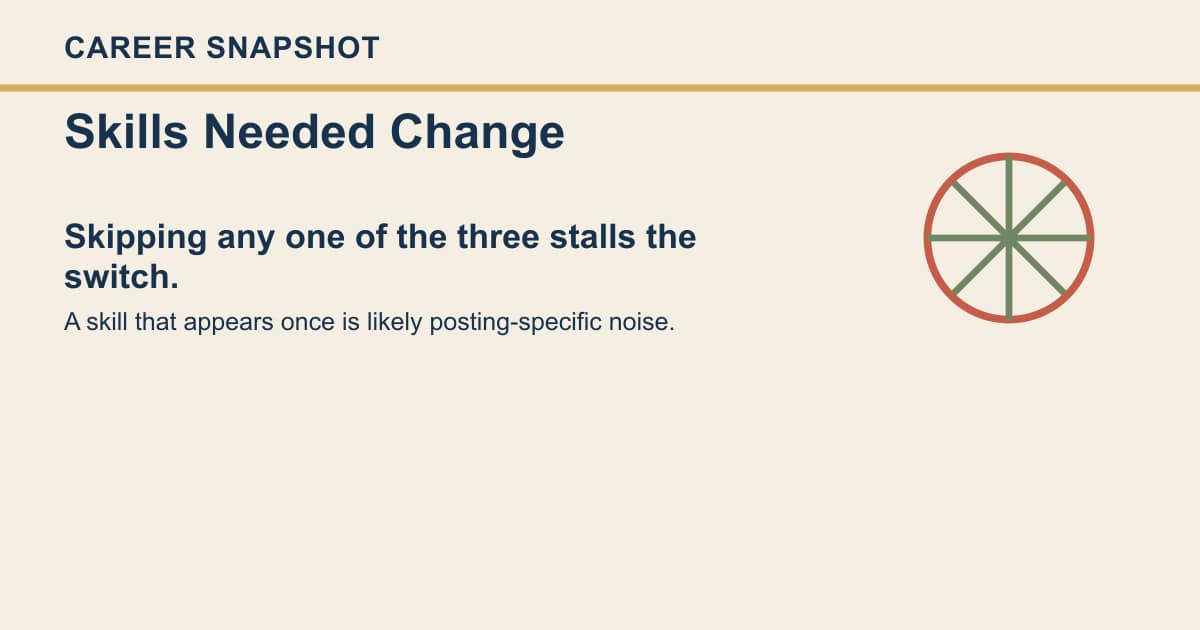 CAREER SNAPSHOT
Skills Needed Change
Skipping any one of the three stalls the
switch.
A skill that appears once is likely posting-specific noise.